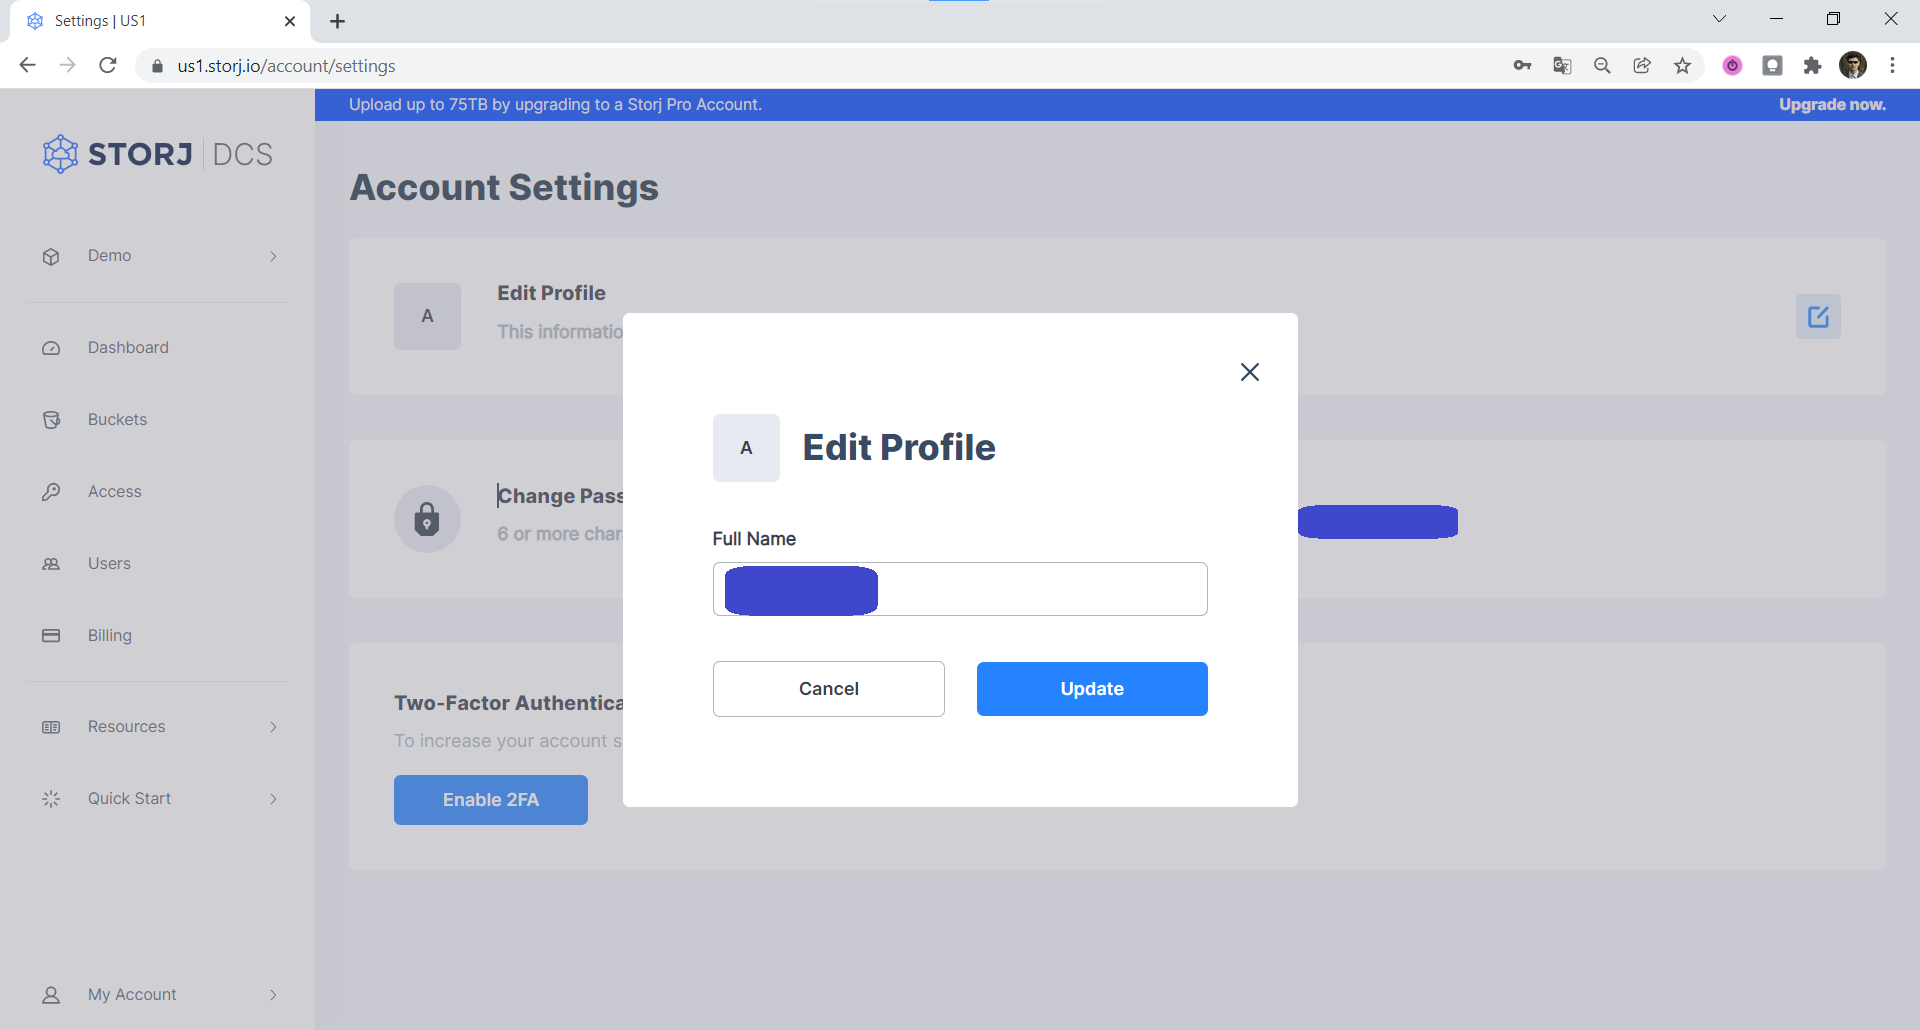 Settings | US1
us1.storj.io/account/settings
Upload up to 75TB by upgrading to a Storj Pro Account.
Upgrade now.
STORJ DCS
Demo
Dashboard
Buckets
Access
Users
Billing
Resources
Quick Start
My Account
Account Settings
A
Edit Profile
This informatio
Change Pass
6 or more char
Two-Factor Authentica
To increase your account s
Enable 2FA
A
Edit Profile
Full Name
Cancel
Update